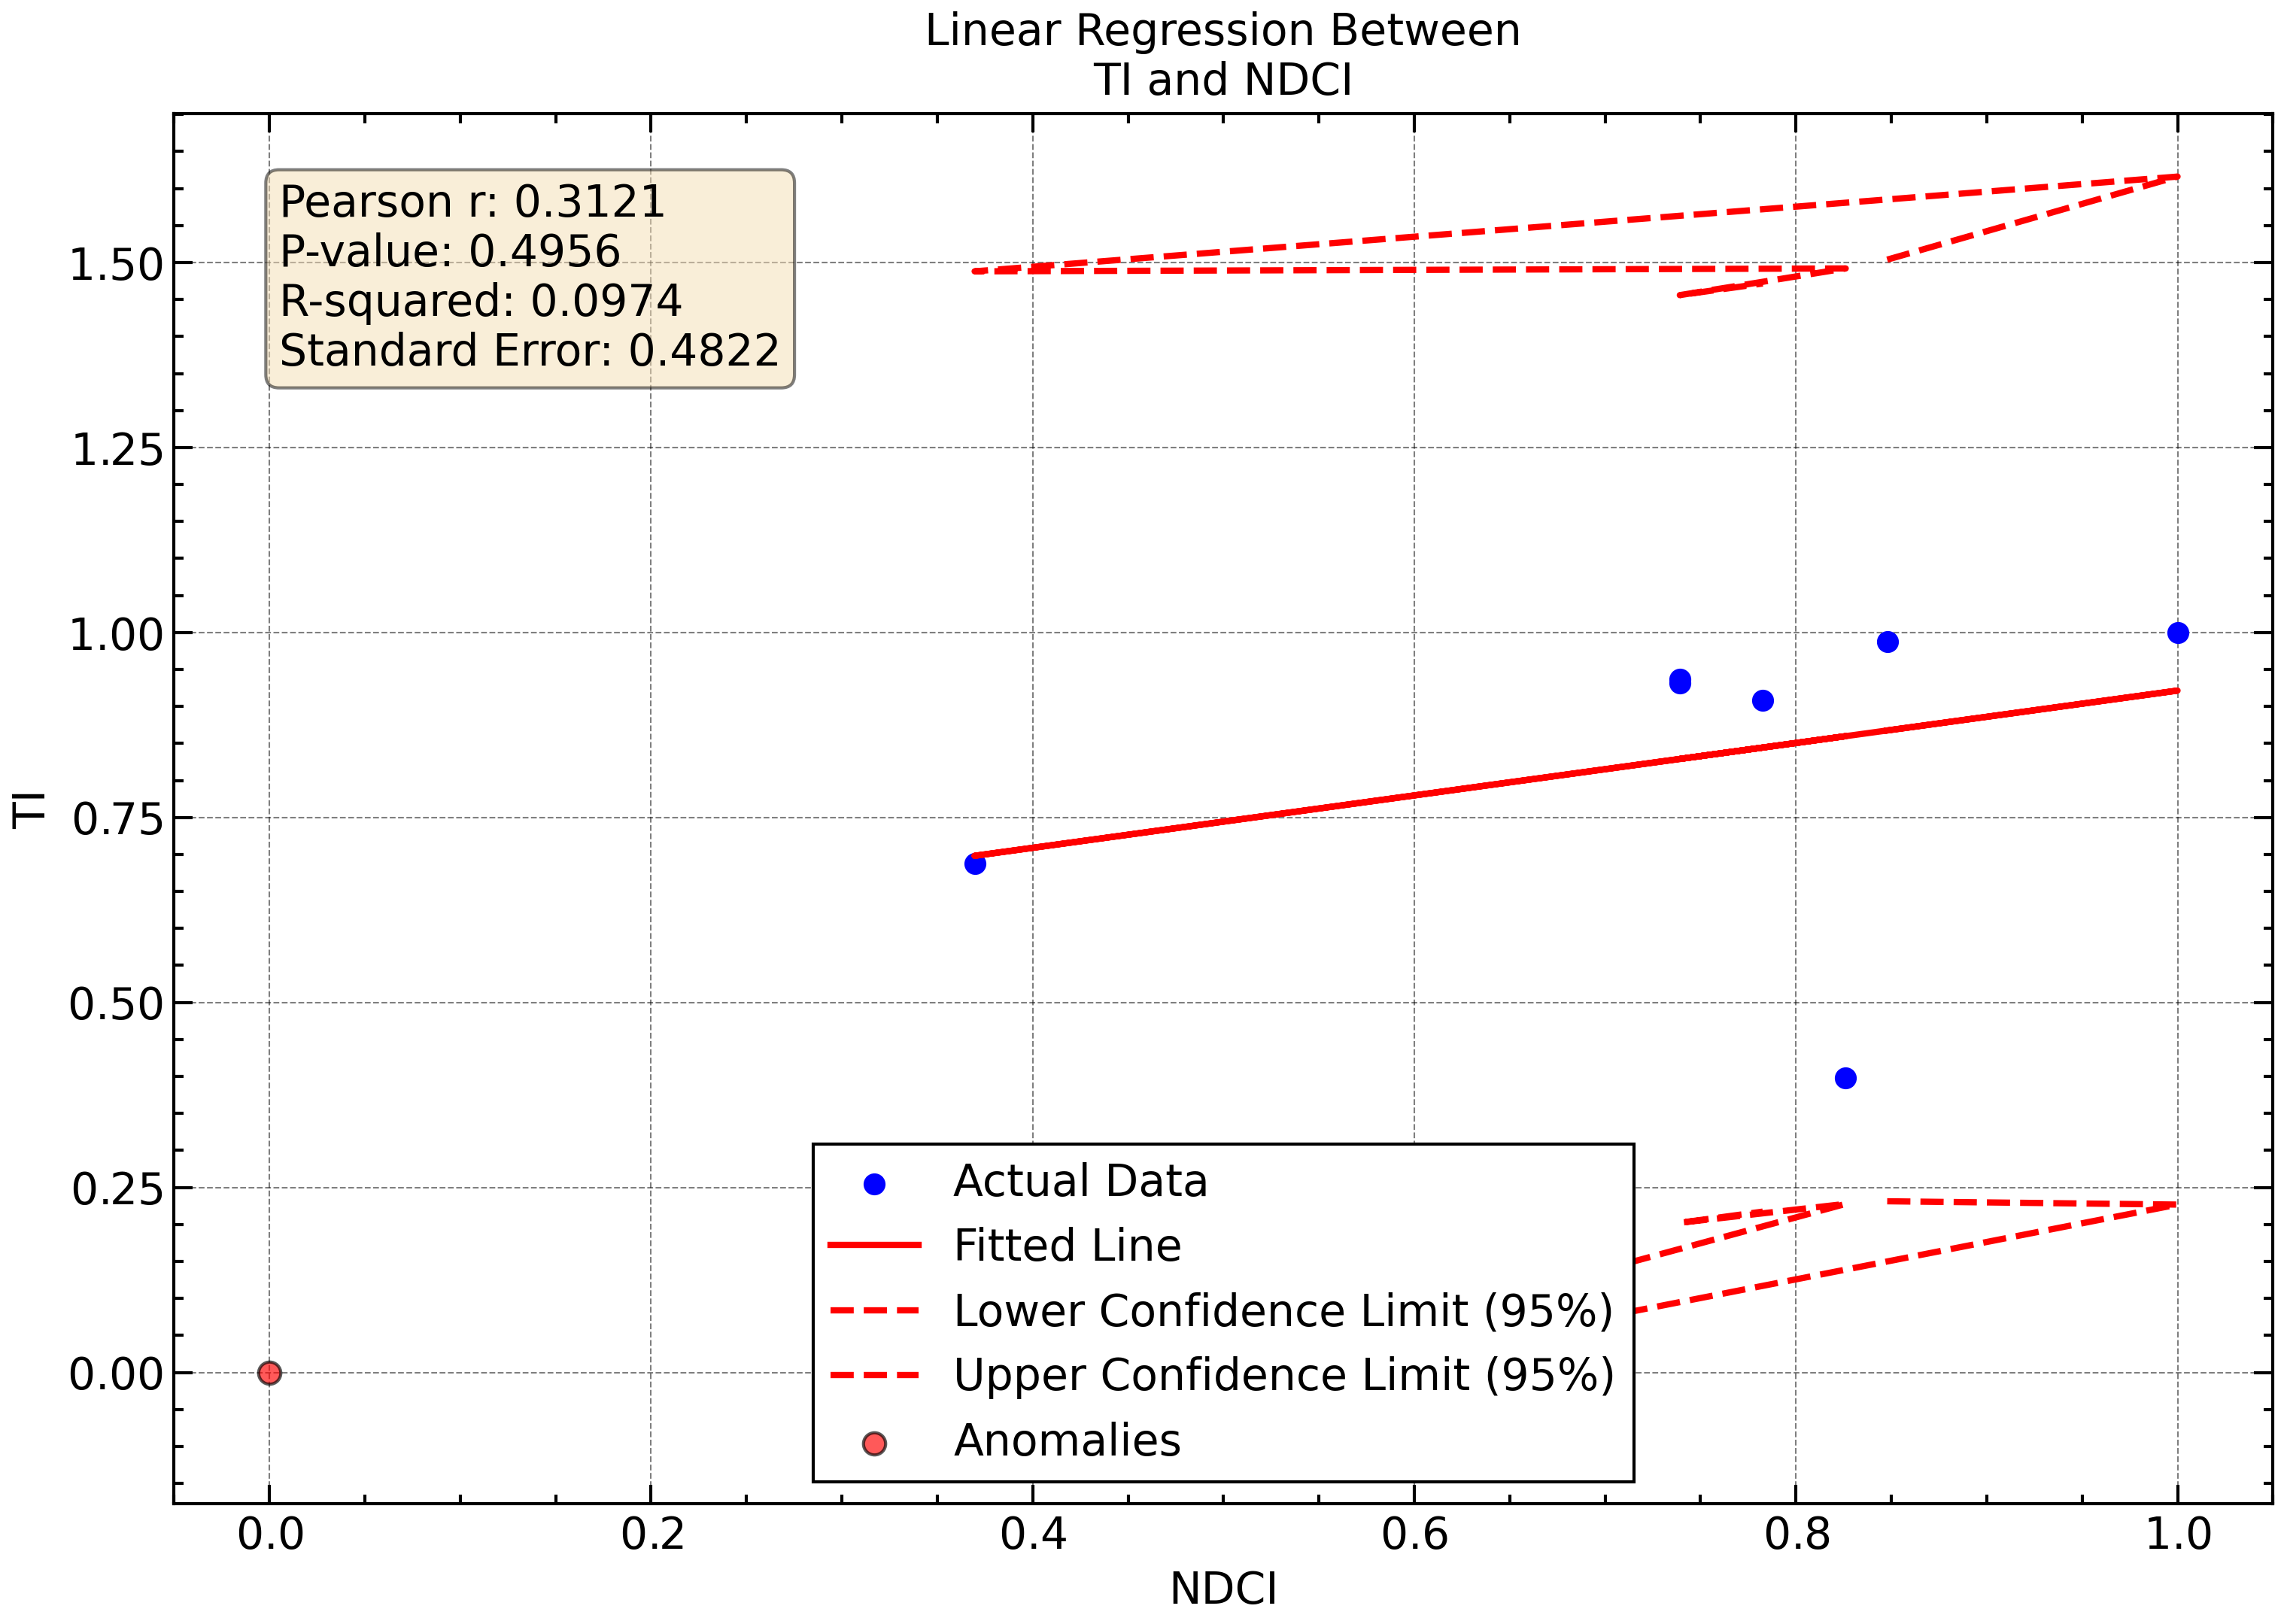 Linear Regression Between
TI and NDCI
Pearson r: 0.3121
P-value: 0.4956
R-squared: 0.0974
Standard Error: 0.4822
1.50
1.25
1.00
0.75
0.50
0.25
0.00
TI
Actual Data
Fitted Line
Lower Confidence Limit (95%)
Upper Confidence Limit (95%)
Anomalies
0.0 0.2 0.4 0.6 0.8 1.0
NDCI